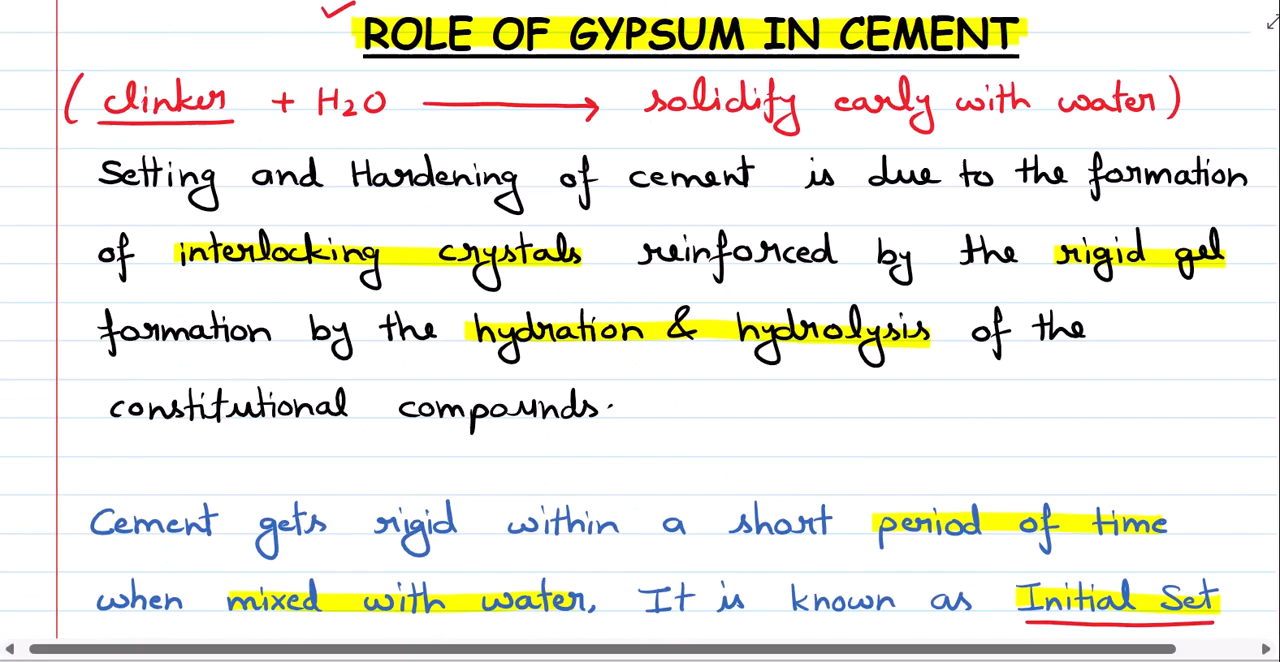 ROLE OF GYPSUM IN CEMENT
( clinker + H2O ⟶ solidify early with water)
Setting and Hardening of cement is due to the formation
of interlocking crystals reinforced by the rigid gel
formation by the hydration & hydrolysis of the
constitutional compounds.
Cement gets rigid within a short period of time
when mixed with water. It is known as Initial Set